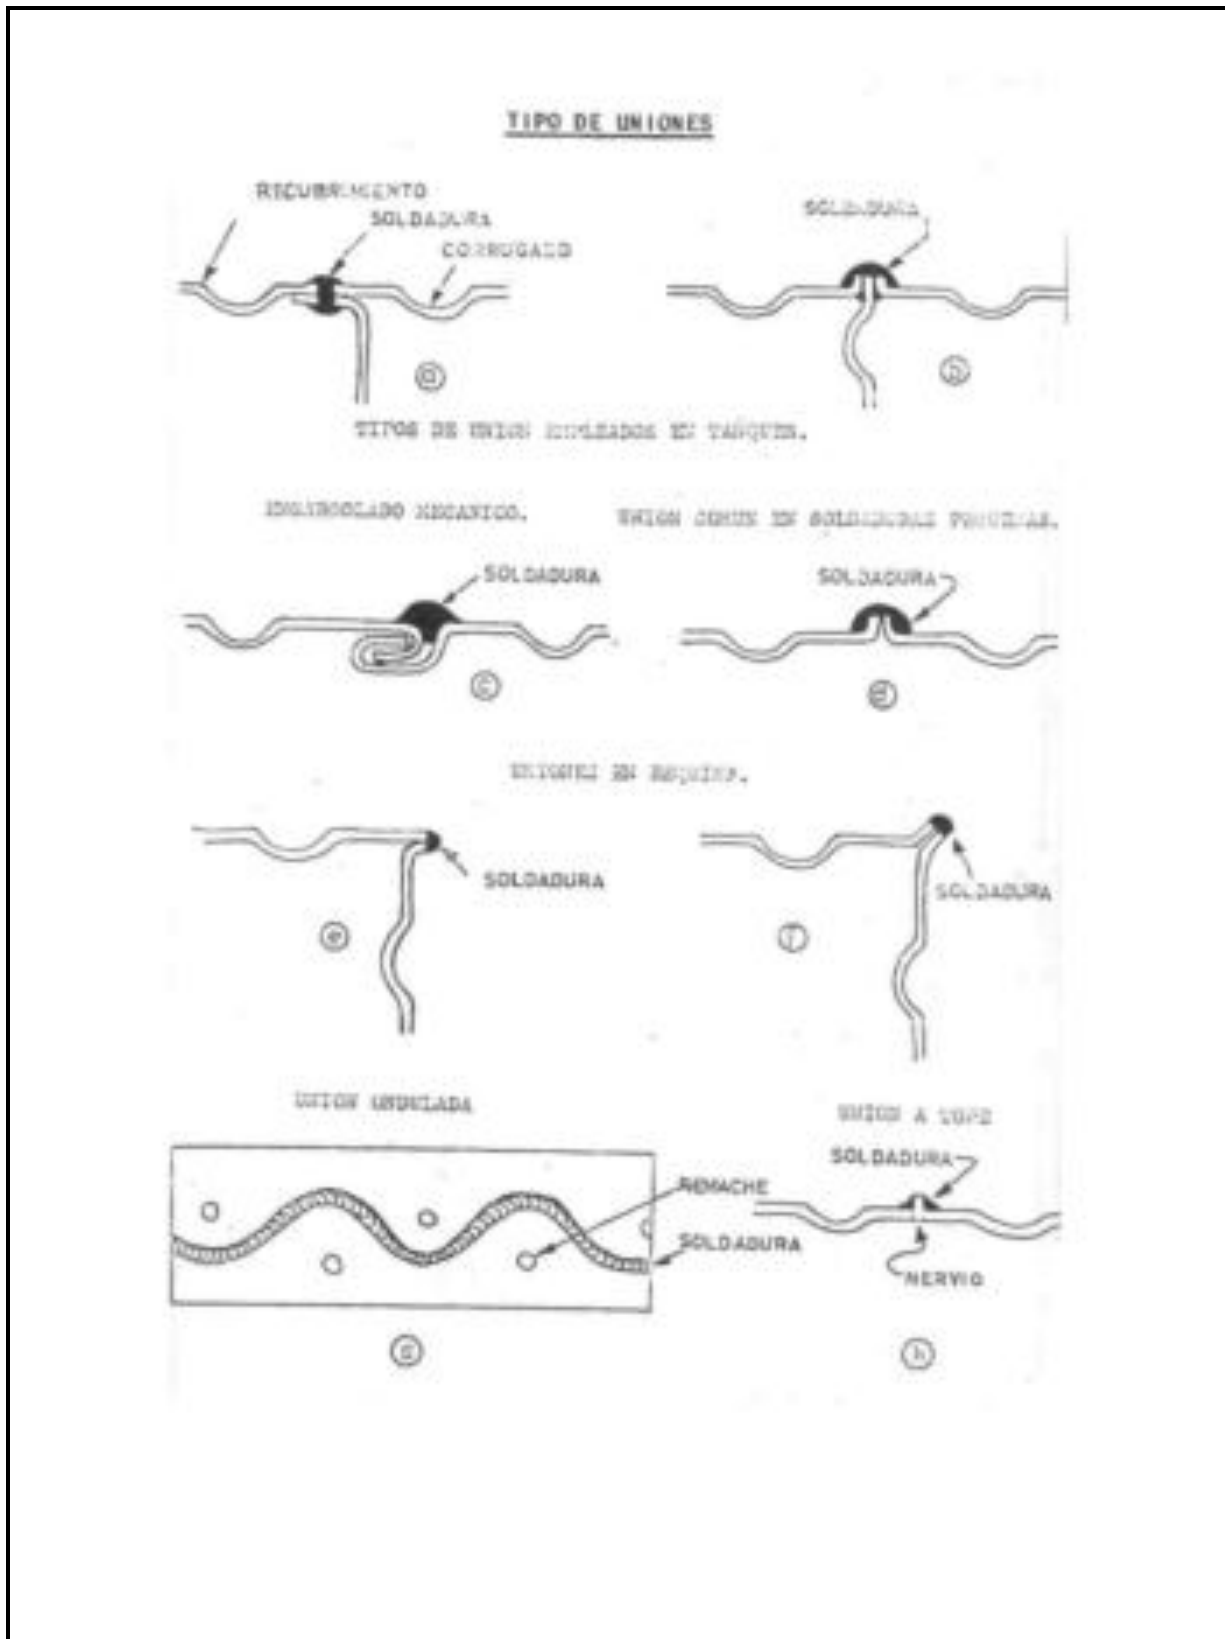 TIPO DE UNIONES
RECUBRIMIENTO
SOLDADURA
CORRUGADO
SOLDADURA
a
b
TIPOS DE UNION EMPLEADOS EN TANQUES.
MECANICO.
UNION COMUN EN SOLDADURAS
SOLDADURA
SOLDADURA
c
d
UNIONES EN ESQUINA.
SOLDADURA
SOLDADURA
e
f
UNION ONDULADA
UNION A TOPE
SOLDADURA
REMACHE
SOLDADURA
NERVIO
g
h